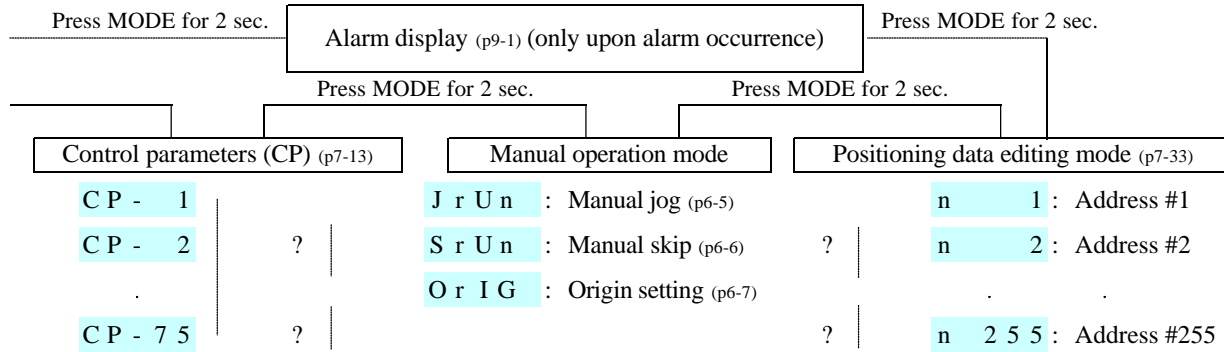 Press MODE for 2 sec. Alarm display (p9-1) (only upon alarm occurrence) Press MODE for 2 sec.
Press MODE for 2 sec. Press MODE for 2 sec.
Control parameters (CP) (p7-13) Manual operation mode Positioning data editing mode (p7-33)
CP- 1 JrUn : Manual jog (p6-5) n 1 : Address #1
CP- 2 ? SrUn : Manual skip (p6-6) ? n 2 : Address #2
. OrIG : Origin setting (p6-7) . .
CP-75 ? ? n 255 : Address #255